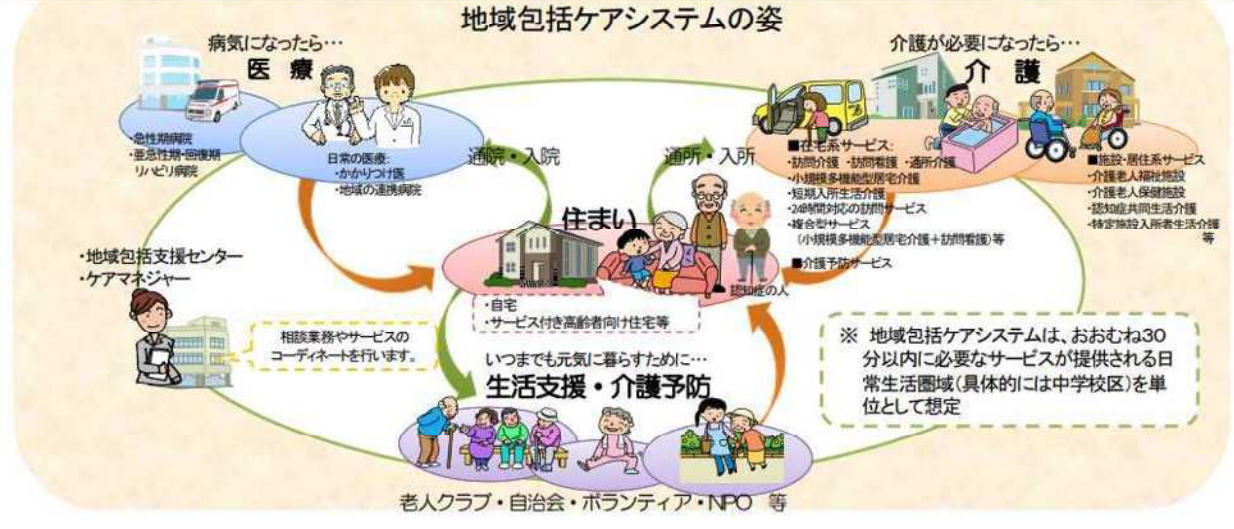 地域包括ケアシステムの姿
病気になったら…
医 療
・急性期病院
・亜急性期・回復期
リハビリ病院
日常の医療:
・かかりつけ医
・地域の連携病院
通院・入院
通所・入所
介護が必要になったら…
介 護
■在宅系サービス:
・訪問介護 ・訪問看護 ・通所介護
・小規模多機能型居宅介護
・短期入所生活介護
・24時間対応の訪問サービス
・複合型サービス
(小規模多機能型居宅介護+訪問看護)等
■介護予防サービス
■施設・居住系サービス
・介護老人福祉施設
・介護老人保健施設
・認知症共同生活介護
・特定施設入所者生活介護
等
住まい
認知症の人
・自宅
・サービス付き高齢者向け住宅等
・地域包括支援センター
・ケアマネジャー
相談業務やサービスの
コーディネートを行います。
いつまでも元気に暮らすために…
生活支援・介護予防
老人クラブ・自治会・ボランティア・NPO 等
※ 地域包括ケアシステムは、おおむね30
分以内に必要なサービスが提供される日
常生活圏域(具体的には中学校区)を単
位として想定